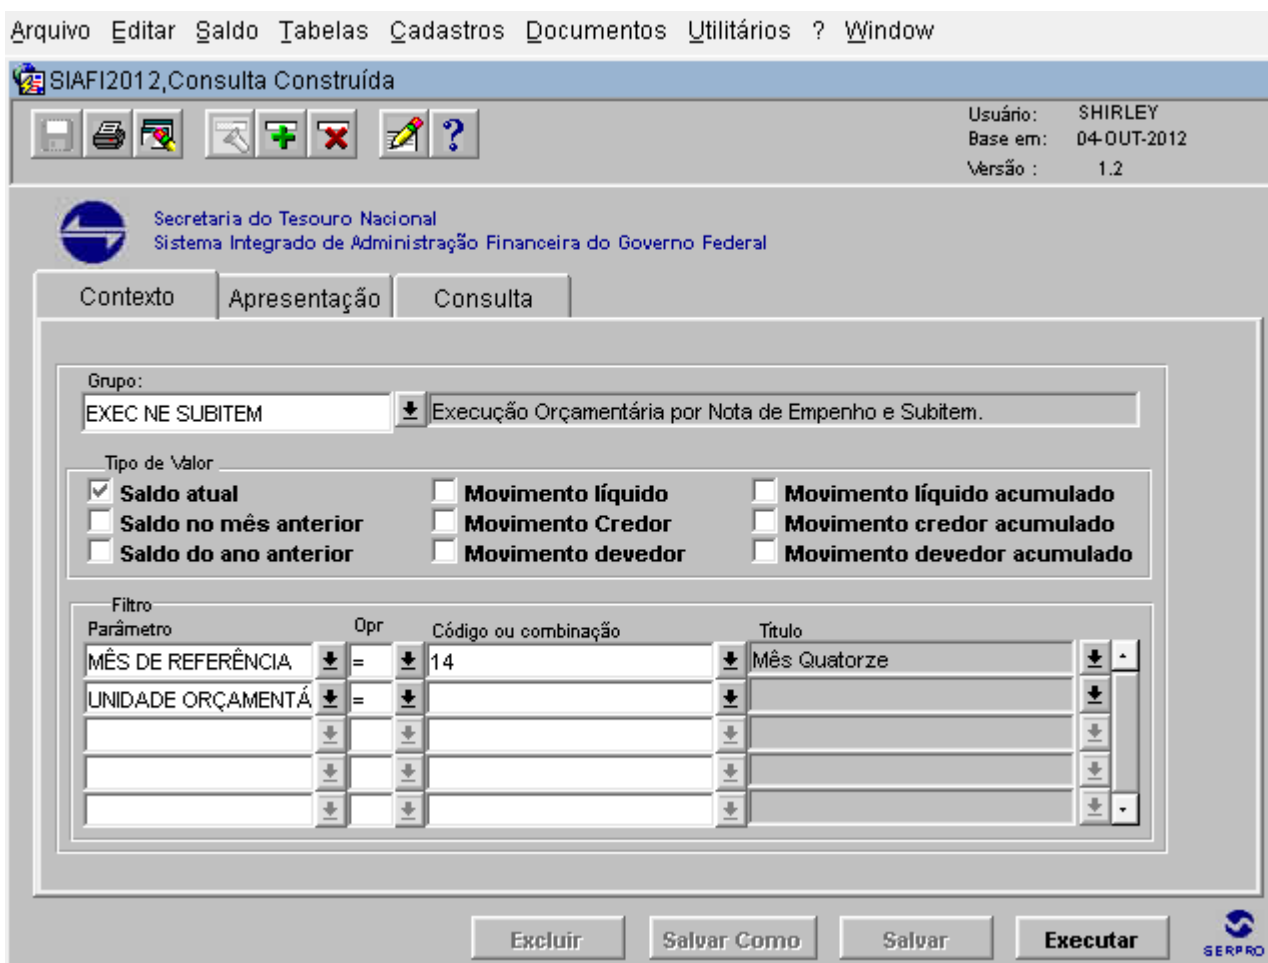 Arquivo Editar Saldo Tabelas Cadastros Documentos Utilitários ? Window
SIAFI2012,Consulta Construída
Usuário: SHIRLEY
Base em: 04-OUT-2012
Versão : 1.2
Secretaria do Tesouro Nacional
Sistema Integrado de Administração Financeira do Governo Federal
Contexto Apresentação Consulta
Grupo:
EXEC NE SUBITEM Execução Orçamentária por Nota de Empenho e Subitem.
Tipo de Valor
Saldo atual Movimento líquido Movimento líquido acumulado
Saldo no mês anterior Movimento Credor Movimento credor acumulado
Saldo do ano anterior Movimento devedor Movimento devedor acumulado
Filtro
Parâmetro Opr Código ou combinação Título
MÊS DE REFERÊNCIA = 14 Mês Quatorze
UNIDADE ORÇAMENTÁ =
Excluir Salvar Como Salvar Executar
SERPRO